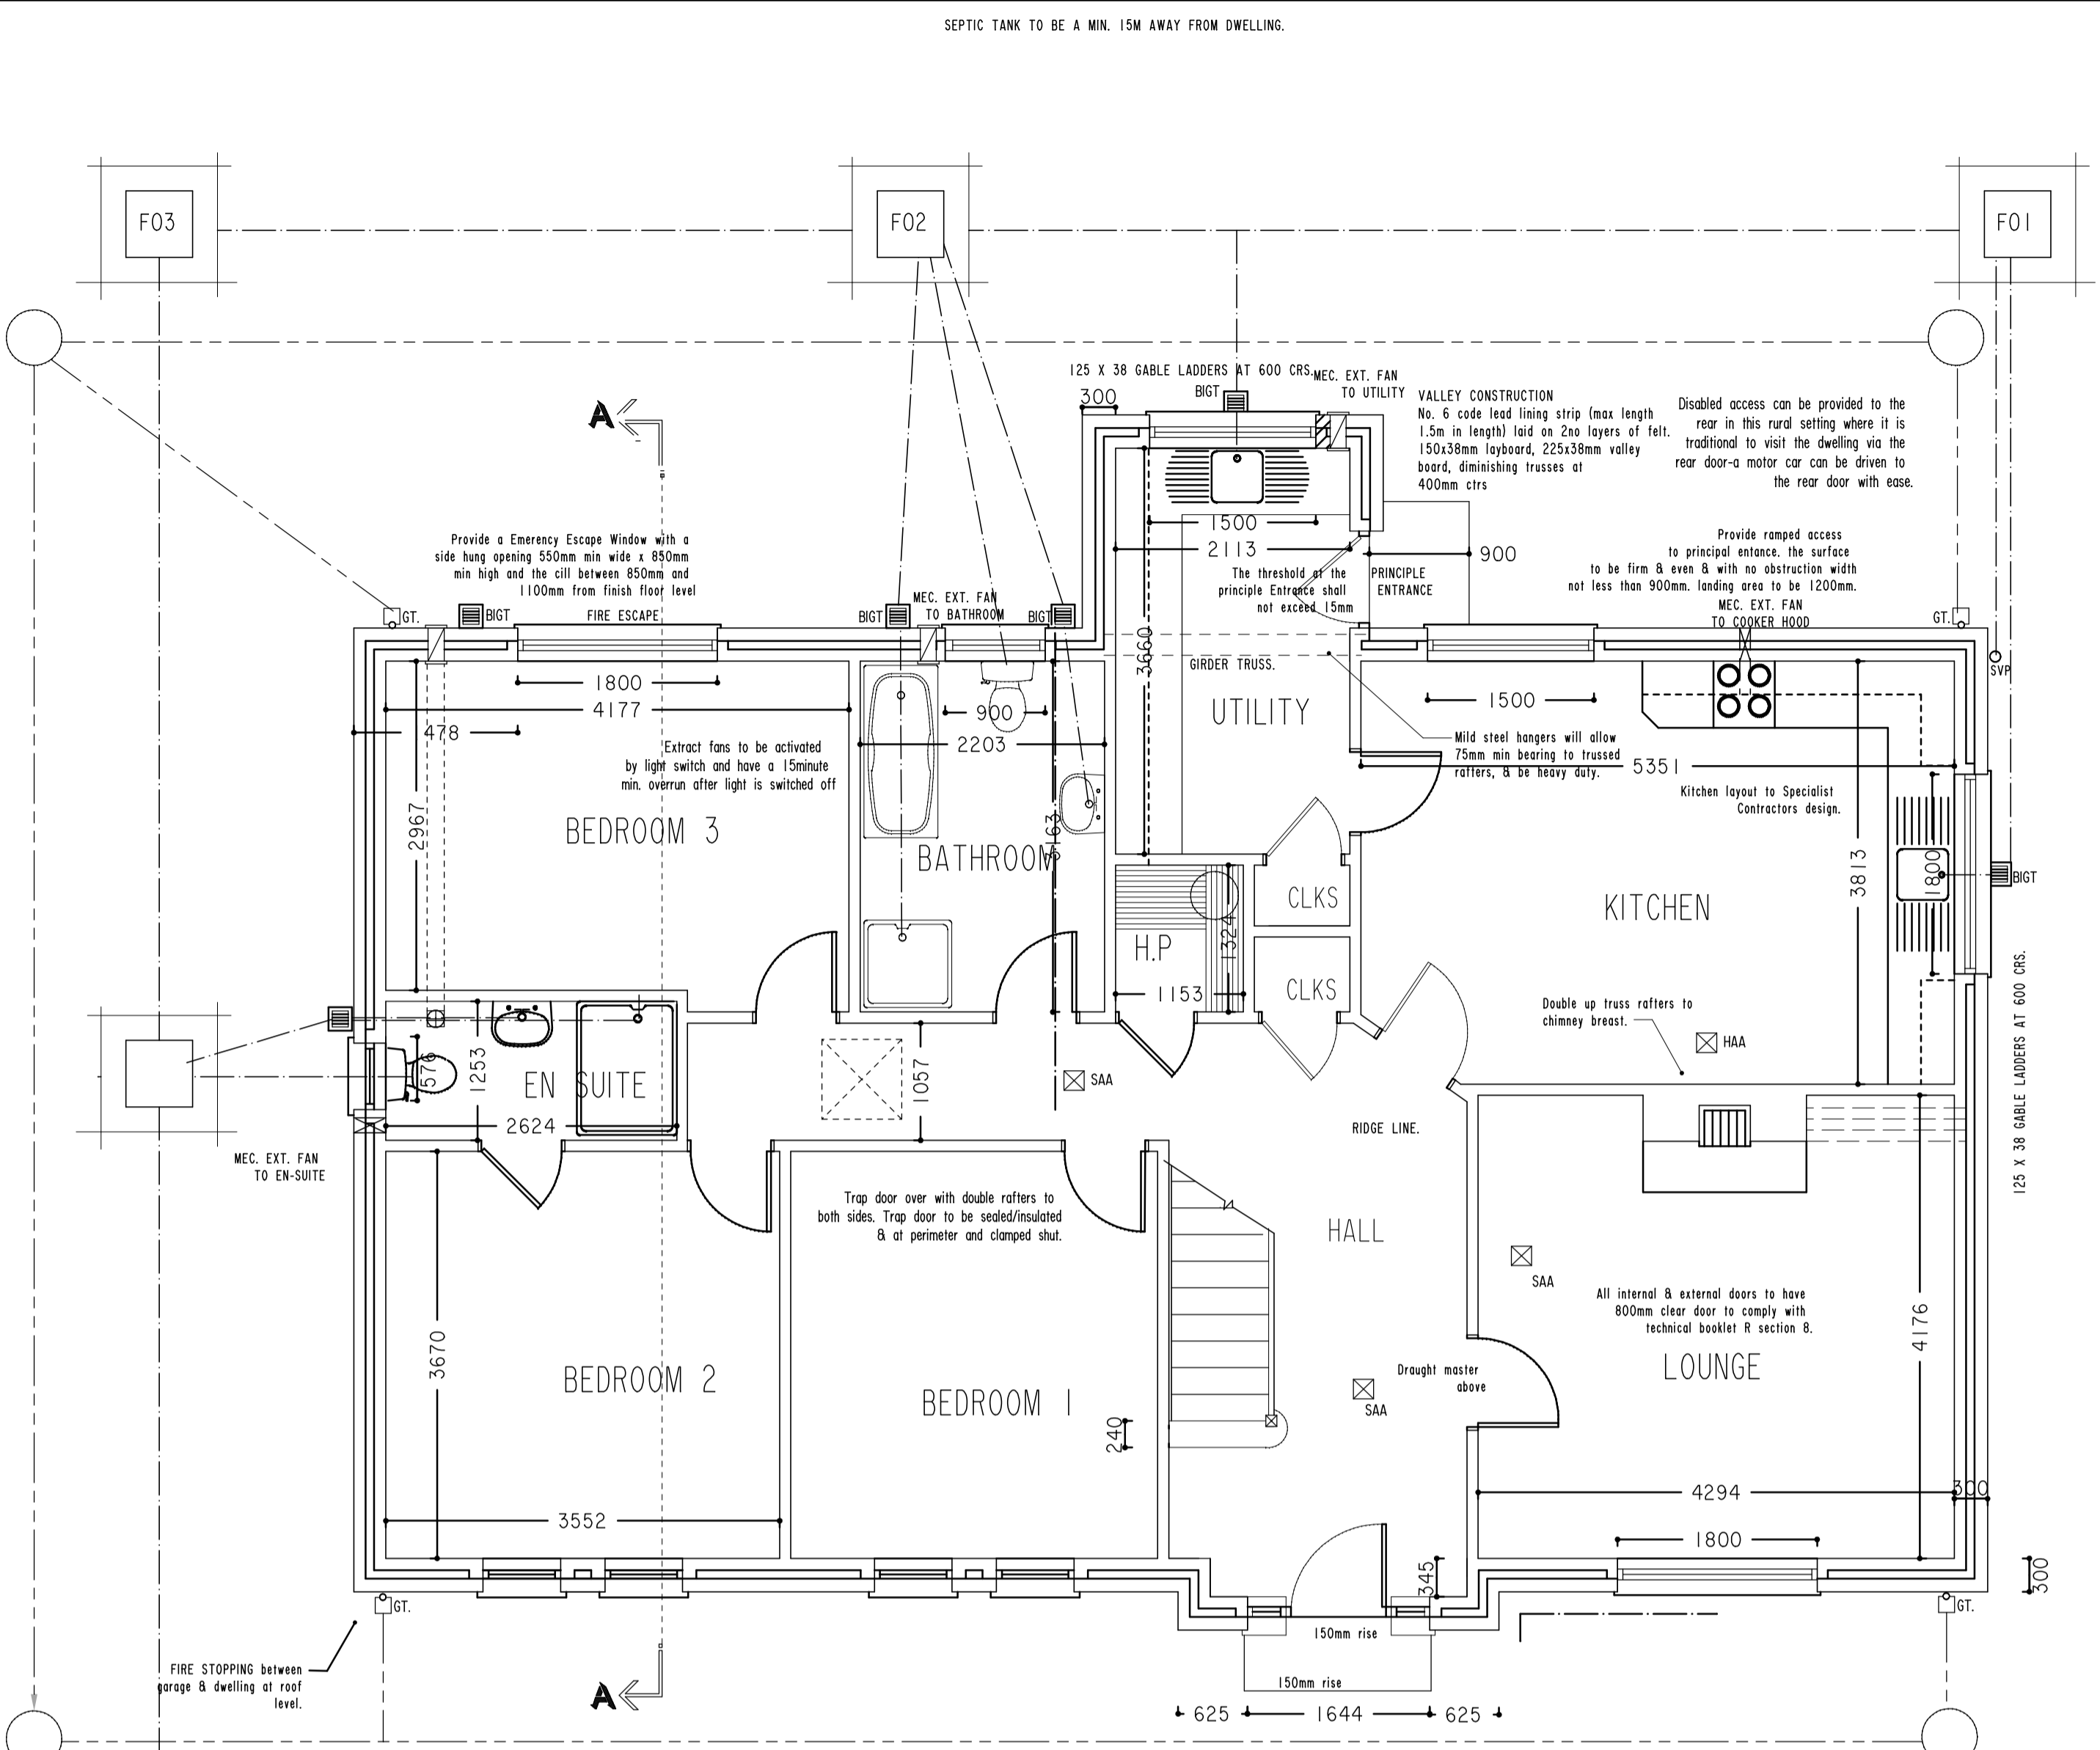 SEPTIC TANK TO BE A MIN. 15M AWAY FROM DWELLING.
F03
F02
F01
125 X 38 GABLE LADDERS AT 600 CRS.
MEC. EXT. FAN
TO UTILITY
BIGT
300
VALLEY CONSTRUCTION
No. 6 code lead lining strip (max length
1.5m in length) laid on 2no layers of felt.
150x38mm layboard, 225x38mm valley
board, diminishing trusses at
400mm ctrs
Disabled access can be provided to the
rear in this rural setting where it is
traditional to visit the dwelling via the
rear door-a motor car can be driven to
the rear door with ease.
A
Provide a Emerency Escape Window with a
side hung opening 550mm min wide x 850mm
min high and the cill between 850mm and
1100mm from finish floor level
1500
2113
900
The threshold at the
principle Entrance shall
not exceed 15mm
PRINCIPLE
ENTRANCE
Provide ramped access
to principal entance. the surface
to be firm & even & with no obstruction width
not less than 900mm. landing area to be 1200mm.
MEC. EXT. FAN
TO COOKER HOOD
GT.
BIGT
FIRE ESCAPE
BIGT
MEC. EXT. FAN
TO BATHROOM
BIGT
GT.
SVP
3660
GIRDER TRUSS.
1800
4177
478
900
2203
UTILITY
1500
Extract fans to be activated
by light switch and have a 15minute
min. overrun after light is switched off
Mild steel hangers will allow
75mm min bearing to trussed
rafters, & be heavy duty.
5351
Kitchen layout to Specialist
Contractors design.
2967
BEDROOM 3
BATHROOM
3163
3813
1800
BIGT
CLKS
KITCHEN
H.P
1324
1153
CLKS
Double up truss rafters to
chimney breast.
HAA
125 X 38 GABLE LADDERS AT 600 CRS.
576
1253
EN SUITE
2624
1057
SAA
RIDGE LINE.
MEC. EXT. FAN
TO EN-SUITE
Trap door over with double rafters to
both sides. Trap door to be sealed/insulated
& at perimeter and clamped shut.
HALL
SAA
All internal & external doors to have
800mm clear door to comply with
technical booklet R section 8.
LOUNGE
4176
3670
BEDROOM 2
BEDROOM 1
240
Draught master
above
SAA
4294
300
3552
1800
345
300
GT.
GT.
150mm rise
FIRE STOPPING between
garage & dwelling at roof
level.
A
150mm rise
625
1644
625